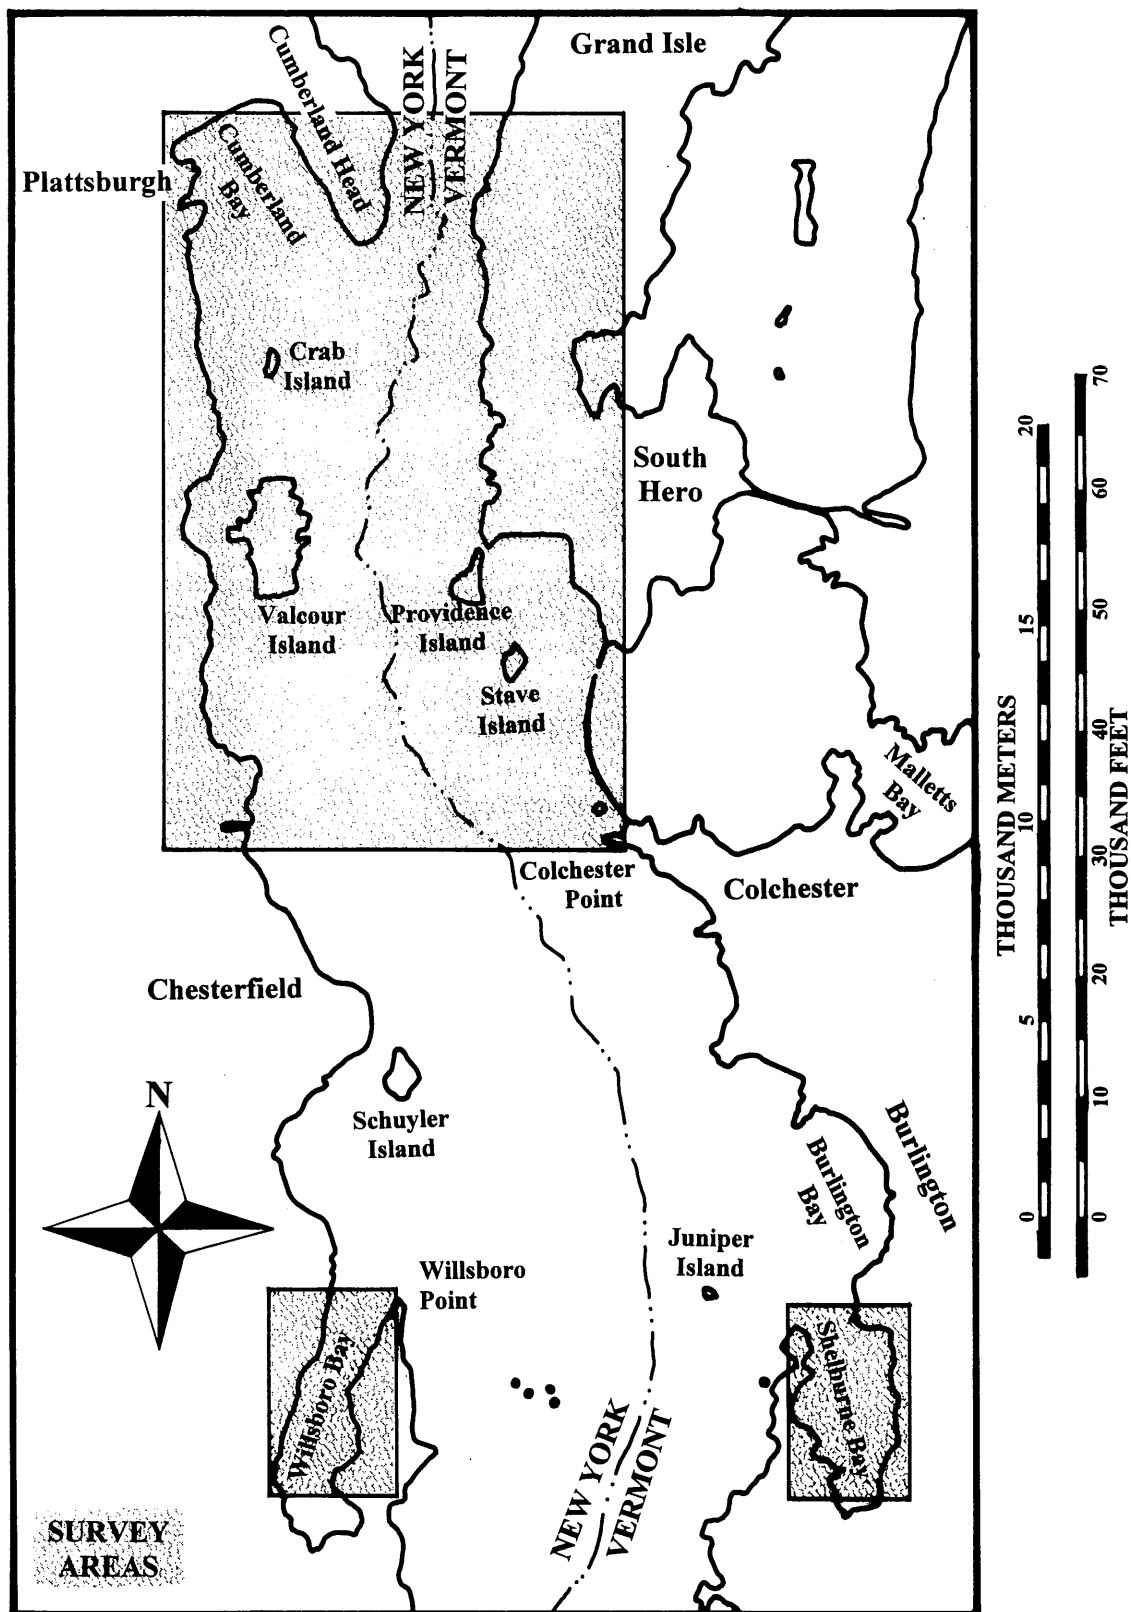 Grand Isle
Cumberland Head
NEW YORK
VERMONT
Cumberland
Bay
Plattsburgh
Crab
Island
South
Hero
Valcour
Island
Providence
Island
Stave
Island
Malletts
Bay
Colchester
Point
Colchester
Chesterfield
Schuyler
Island
N
Burlington
Burlington
Bay
Juniper
Island
Willsboro
Point
Willsboro Bay
Shelburne Bay
NEW YORK
VERMONT
SURVEY
AREAS
THOUSAND METERS
0 5 10 15 20
THOUSAND FEET
0 10 20 30 40 50 60 70